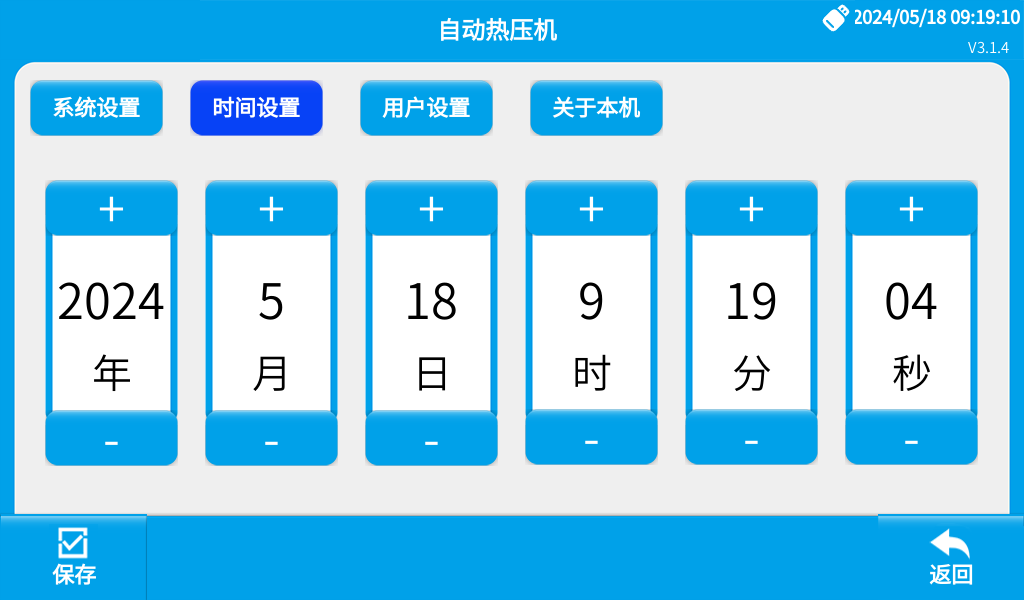 自动热压机
2024/05/18 09:19:10
V3.1.4
系统设置 时间设置 用户设置 关于本机
+ + + + + +
2024 5 18 9 19 04
年 月 日 时 分 秒
- - - - - -
保存 返回